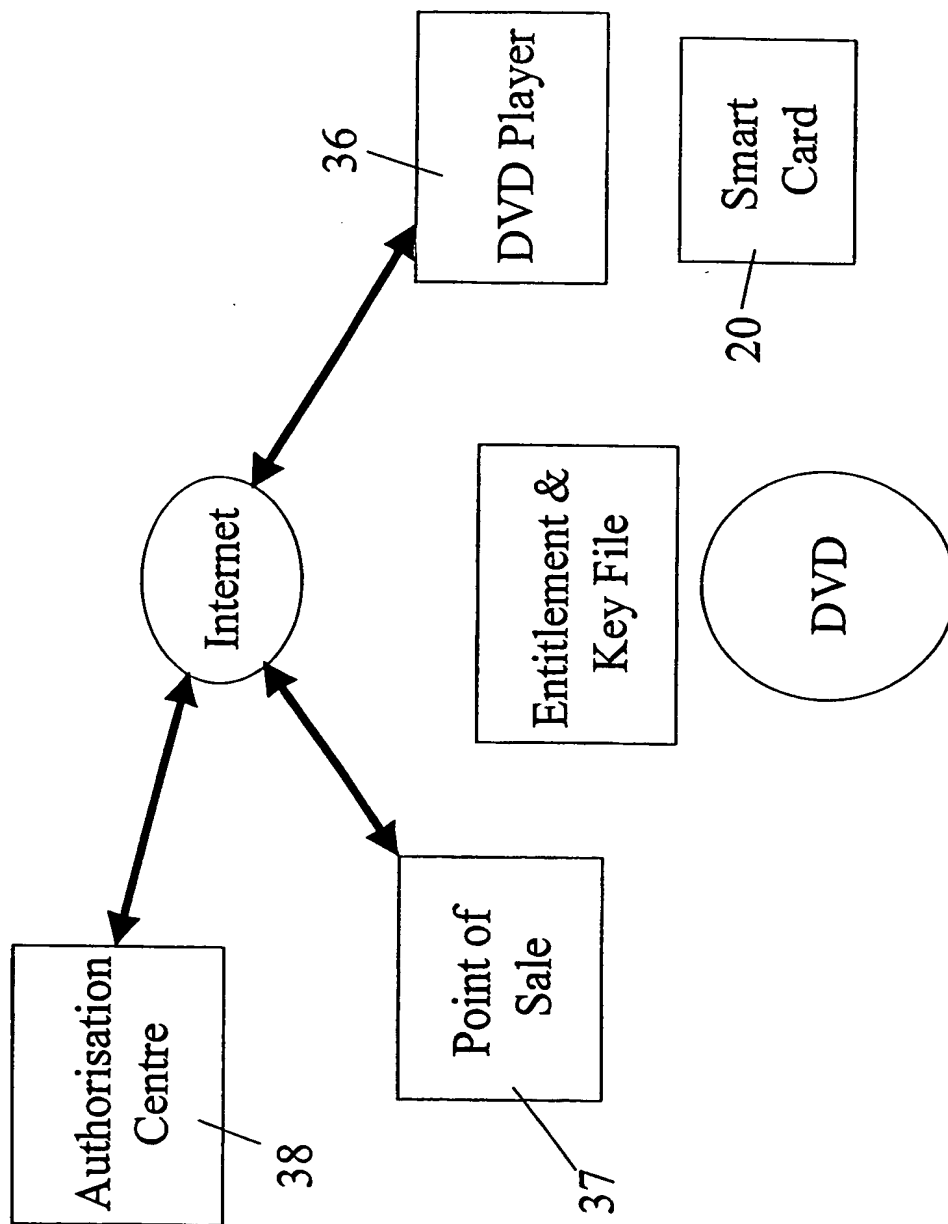 Authorisation
Centre
38
Internet
Point of
Sale
37
36
DVD Player
Entitlement &
Key File
DVD
Smart
Card
20